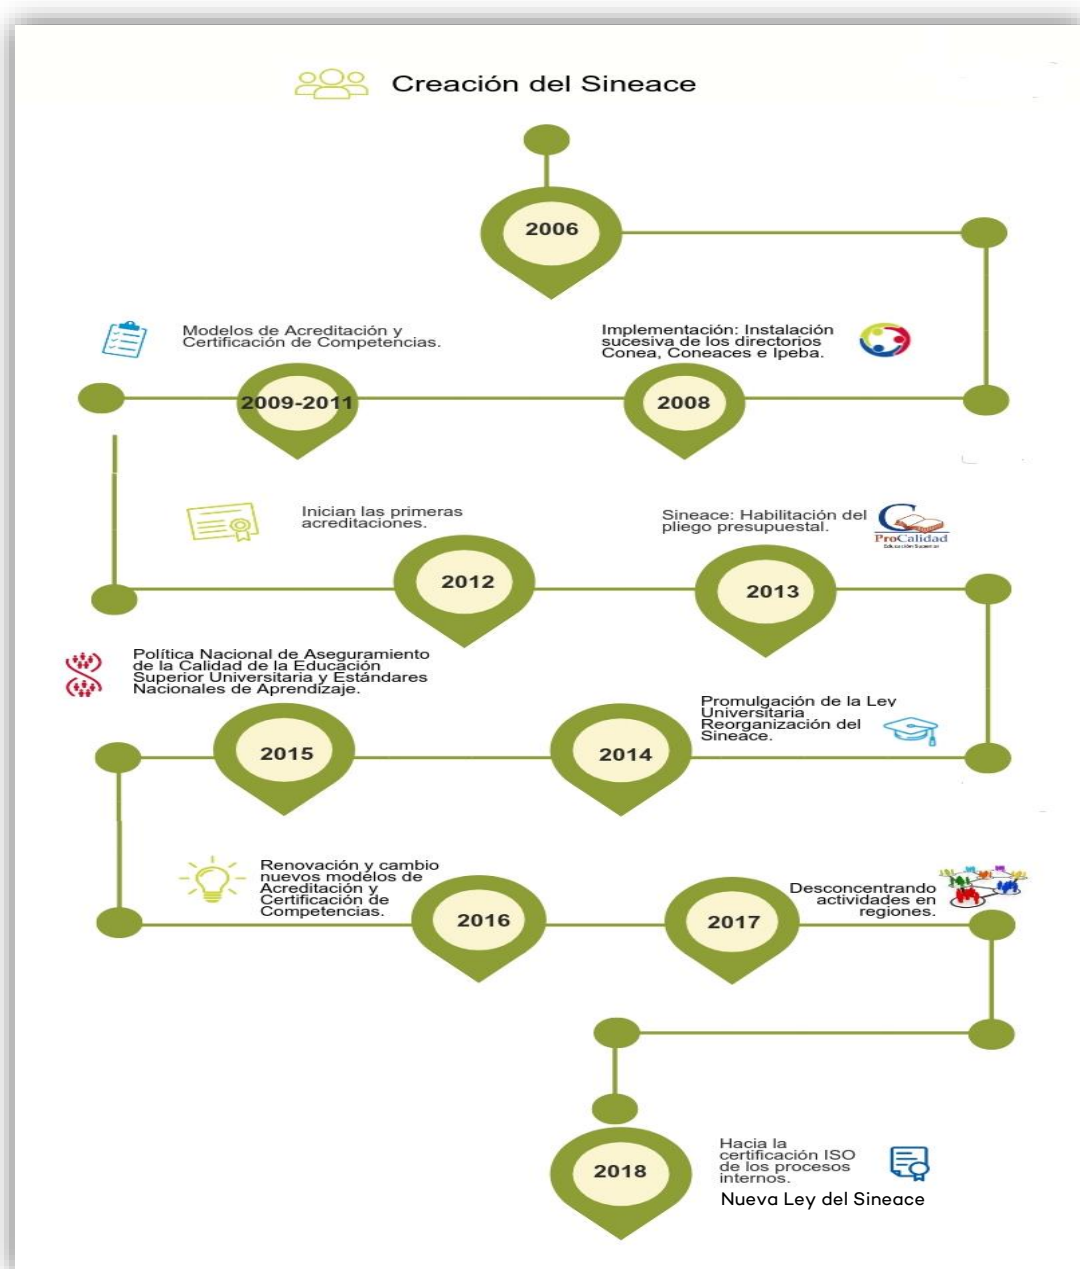 Creación del Sineace
2006
Implementación: Instalación
sucesiva de los directorios
Conea, Coneaces e Ipeba.
2008
Modelos de Acreditación y
Certificación de Competencias.
2009-2011
Inician las primeras
acreditaciones.
2012
Sineace: Habilitación del
pliego presupuestal.
ProCalidad
Educación Superior
2013
Promulgación de la Ley
Universitaria
Reorganización del
Sineace.
2014
Política Nacional de Aseguramiento
de la Calidad de la Educación
Superior Universitaria y Estándares
Nacionales de Aprendizaje.
2015
Renovación y cambio
nuevos modelos de
Acreditación y
Certificación de
Competencias.
2016
Desconcentrando
actividades en
regiones.
2017
Hacia la
certificación ISO
de los procesos
internos.
Nueva Ley del Sineace
2018